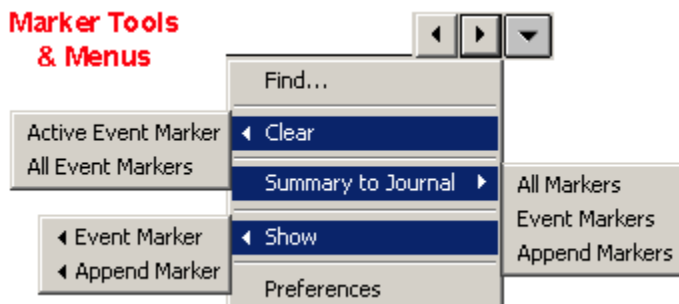 Marker Tools
& Menus
Find...
Active Event Marker
All Event Markers
Clear
Summary to Journal
All Markers
Event Markers
Append Markers
Event Marker
Append Marker
Show
Preferences